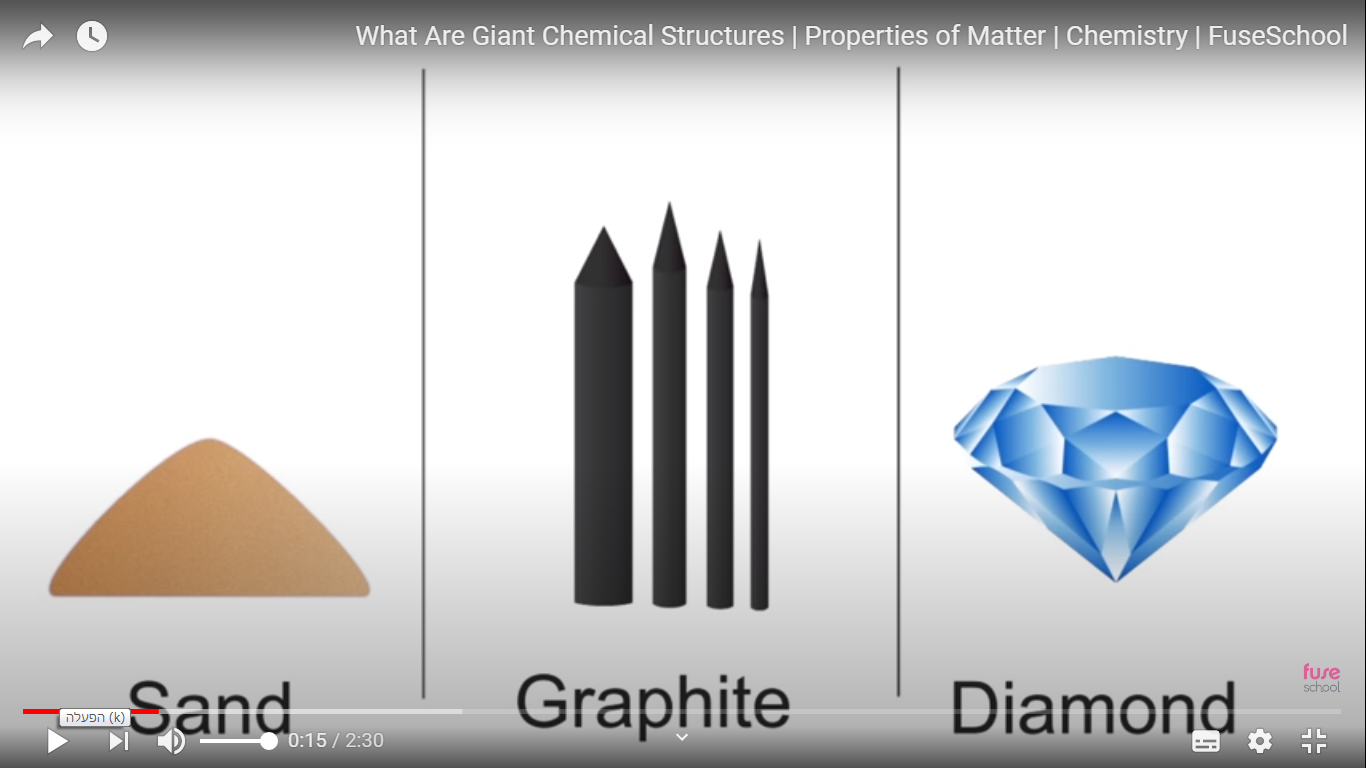 What Are Giant Chemical Structures | Properties of Matter | Chemistry | FuseSchool
Sand
Graphite
Diamond
fuse
school
הפעלה (k)
0:15 / 2:30